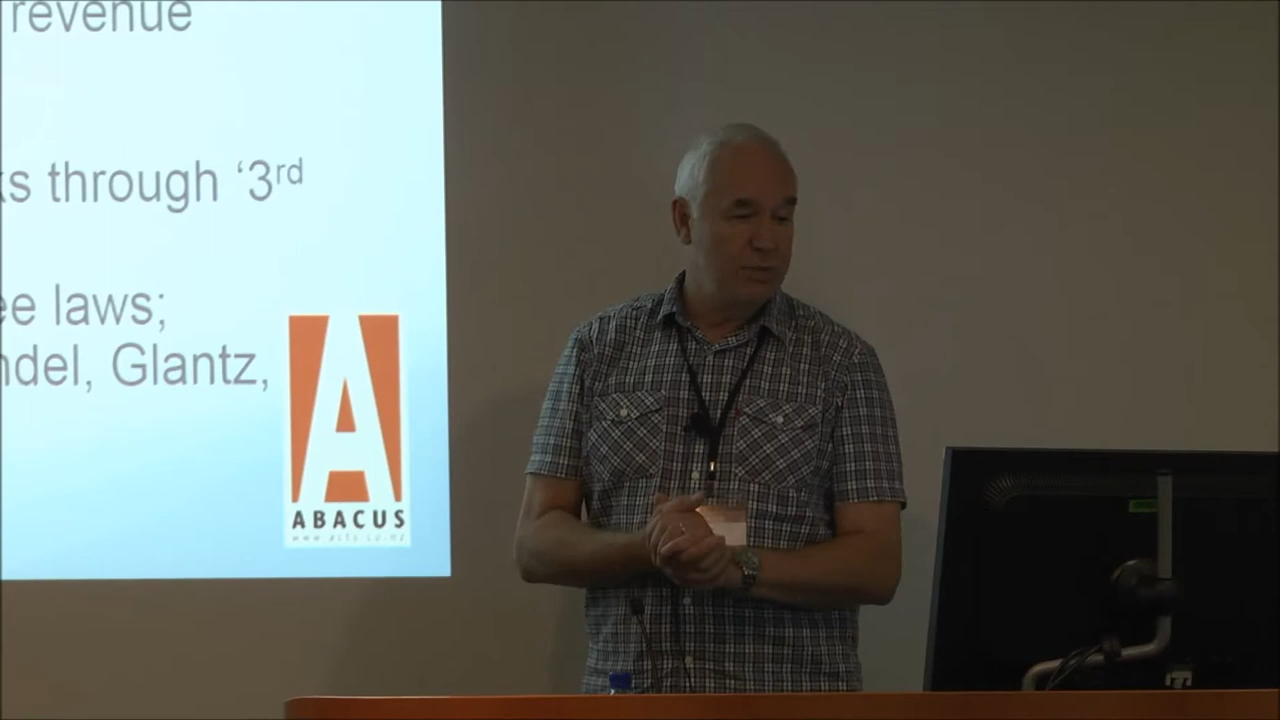 revenue
ks through ‘3rd
ee laws;
ndel, Glantz,
ABACUS